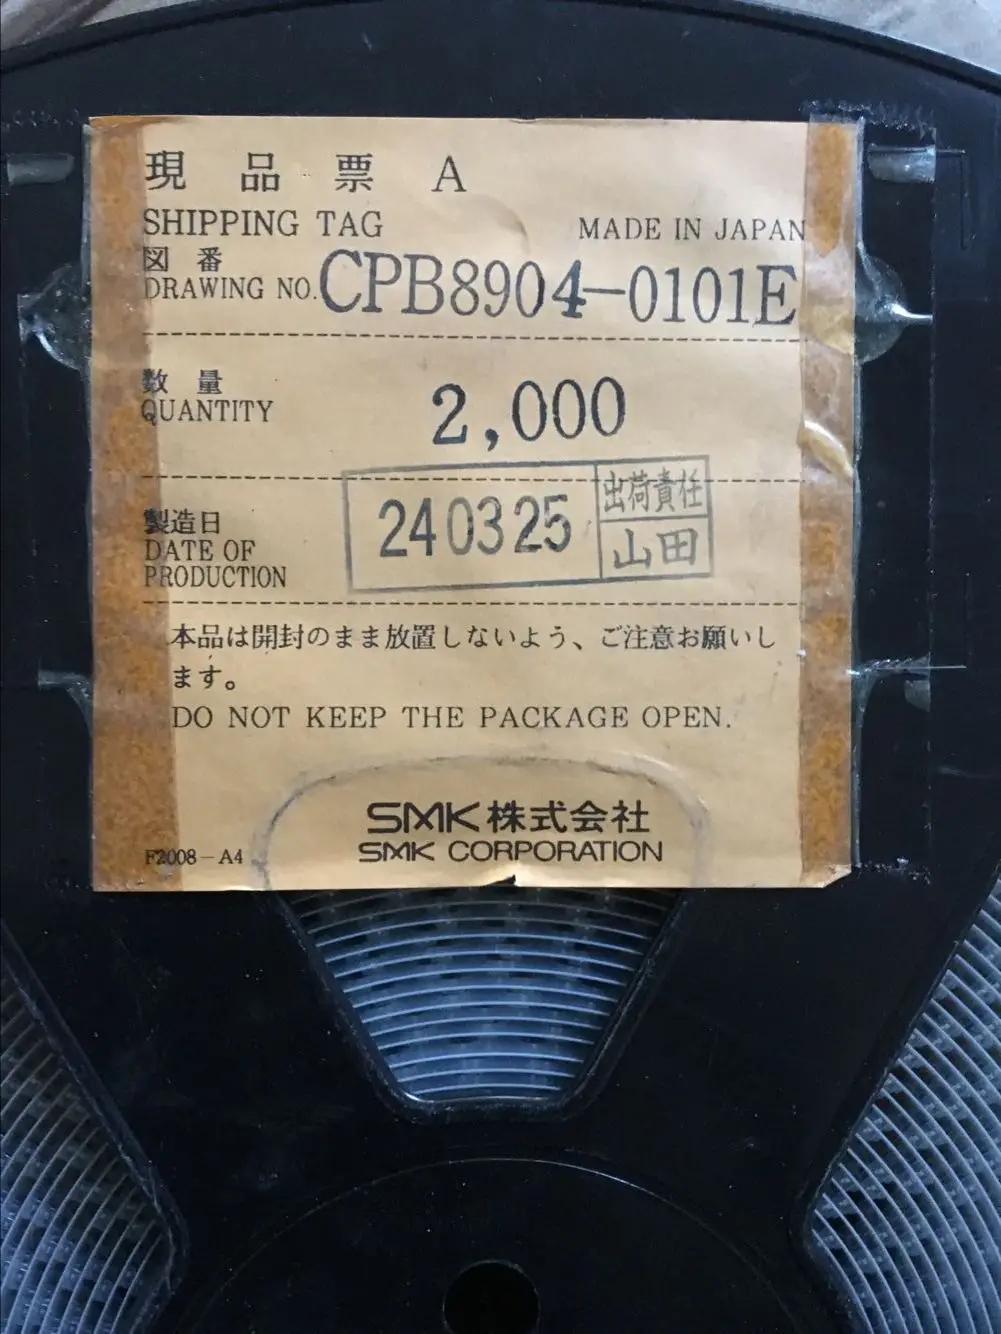 現品票 A
SHIPPING TAG
MADE IN JAPAN
図番
DRAWING NO. CPB8904-0101E
数量
QUANTITY
2,000
製造日
DATE OF
PRODUCTION
240325
出荷責任
山田
本品は開封のまま放置しないよう、ご注意お願いし
ます。
DO NOT KEEP THE PACKAGE OPEN.
SMK株式会社
SMK CORPORATION
F2008-A4